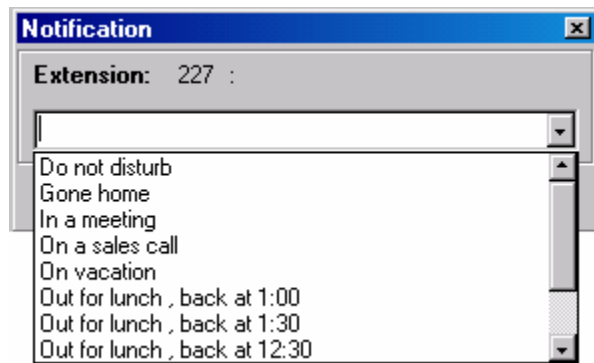 Notification
Extension: 227 :
Do not disturb
Gone home
In a meeting
On a sales call
On vacation
Out for lunch , back at 1:00
Out for lunch , back at 1:30
Out for lunch , back at 12:30